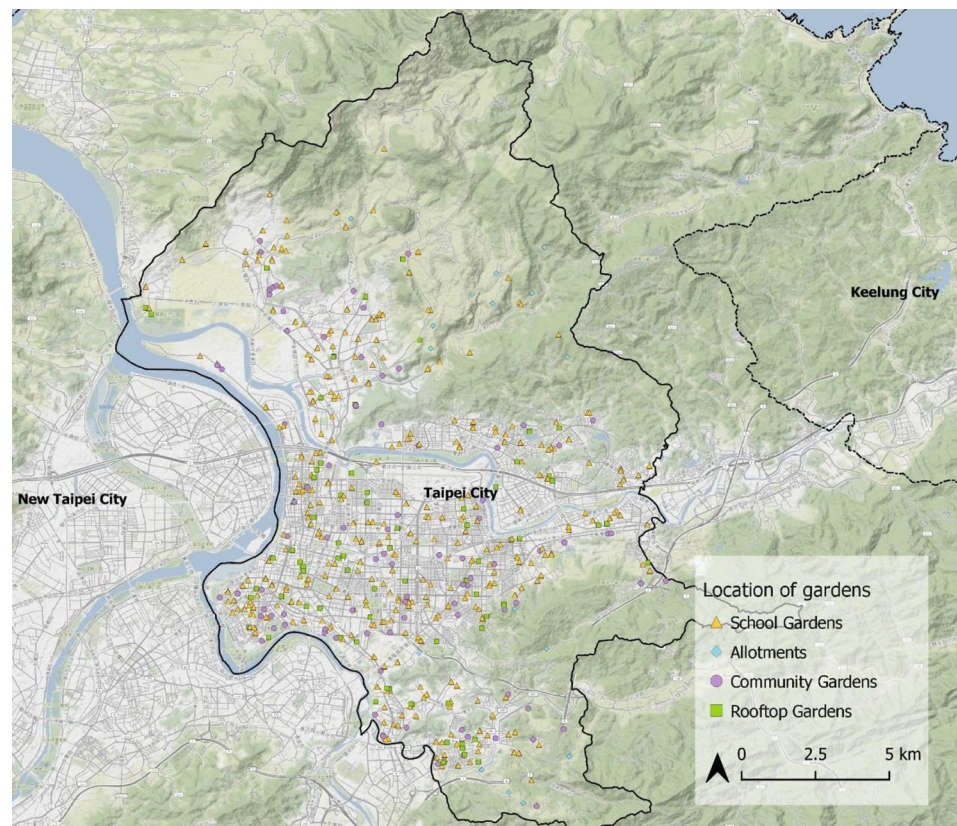 Keelung City
New Taipei City
Taipei City
Location of gardens
School Gardens
Allotments
Community Gardens
Rooftop Gardens
0 2.5 5 km